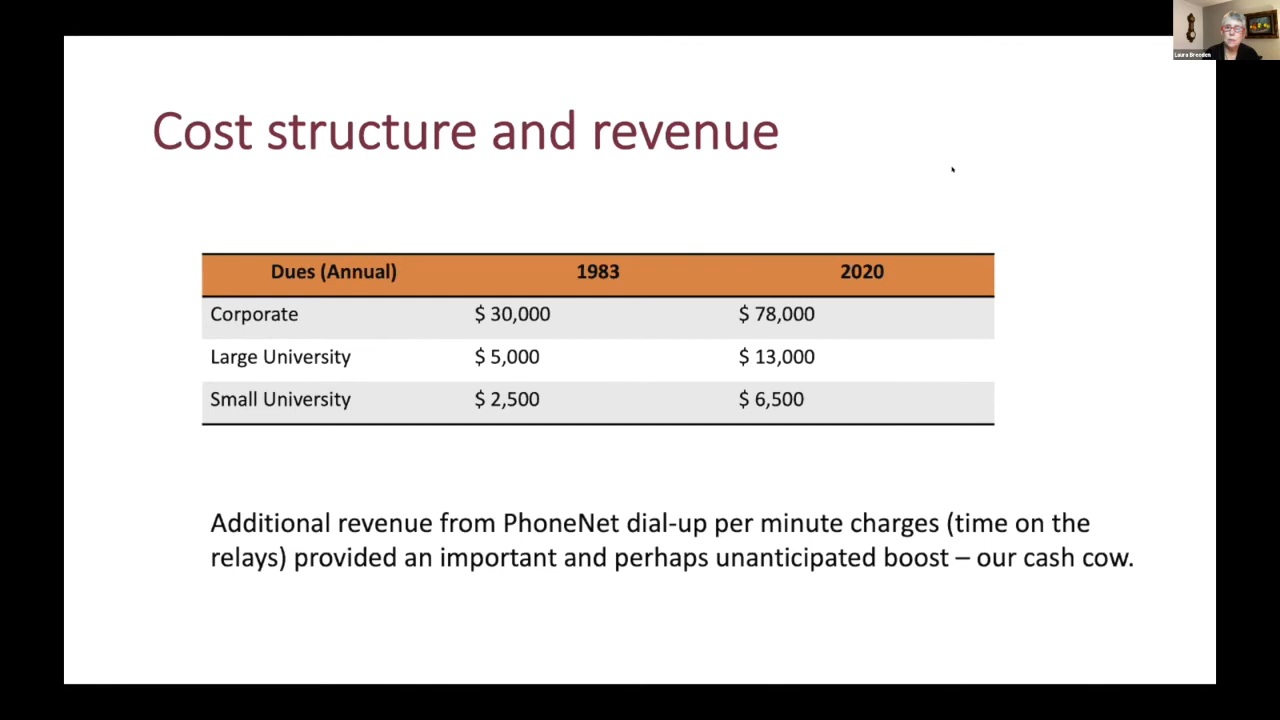 Laura Breeden
Cost structure and revenue
Dues (Annual) 1983 2020
Corporate $ 30,000 $ 78,000
Large University $ 5,000 $ 13,000
Small University $ 2,500 $ 6,500
Additional revenue from PhoneNet dial-up per minute charges (time on the
relays) provided an important and perhaps unanticipated boost – our cash cow.